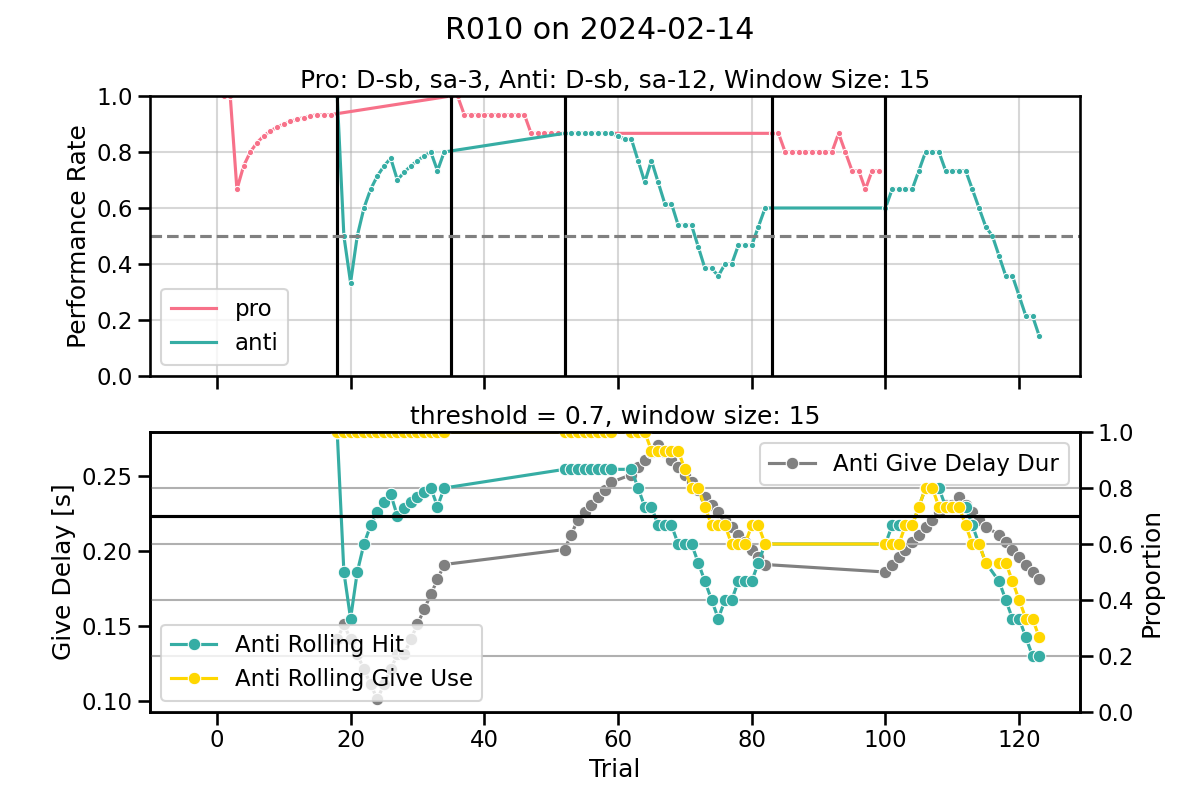 R010 on 2024-02-14
Pro: D-sb, sa-3, Anti: D-sb, sa-12, Window Size: 15
Performance Rate
1.0
0.8
0.6
0.4
0.2
0.0
pro
anti
threshold = 0.7, window size: 15
Give Delay [s]
0.25
0.20
0.15
0.10
Anti Give Delay Dur
Anti Rolling Hit
Anti Rolling Give Use
1.0
0.8
0.6
0.4
0.2
0.0
Proportion
0 20 40 60 80 100 120
Trial